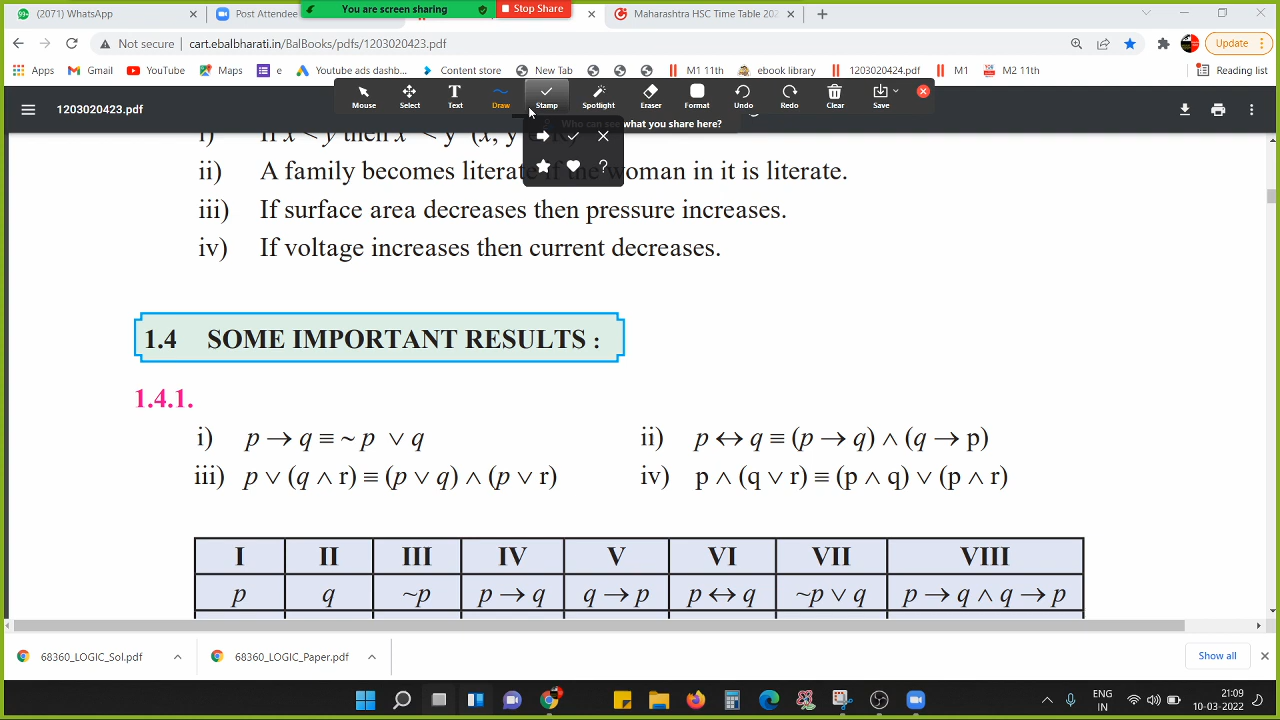 (2071) WhatsApp
Post Attendee
You are screen sharing
Stop Share
Maharashtra HSC Time Table 202
Not secure
cart.ebalbharati.in/BalBooks/pdfs/1203020423.pdf
Update
Apps
Gmail
YouTube
Maps
e
Youtube ads dashb...
Content store
New Tab
M1 11th
ebook library
1203020424.pdf
M1
M2 11th
Reading list
1203020423.pdf
Mouse
Select
Text
Draw
Stamp
Spotlight
Eraser
Format
Undo
Redo
Clear
Save
Who can see what you share here?
i) If x < y then x < y (x, y
ii) A family becomes literate if the woman in it is literate.
iii) If surface area decreases then pressure increases.
iv) If voltage increases then current decreases.
1.4 SOME IMPORTANT RESULTS :
1.4.1.
i) p → q ≡ ~ p ∨ q ii) p ↔ q ≡ (p → q) ∧ (q → p)
iii) p ∨ (q ∧ r) ≡ (p ∨ q) ∧ (p ∨ r) iv) p ∧ (q ∨ r) ≡ (p ∧ q) ∨ (p ∧ r)
I II III IV V VI VII VIII
p q ~p p → q q → p p ↔ q ~p ∨ q p → q ∧ q → p
68360_LOGIC_Sol.pdf
68360_LOGIC_Paper.pdf
Show all
ENG
IN
21:09
10-03-2022